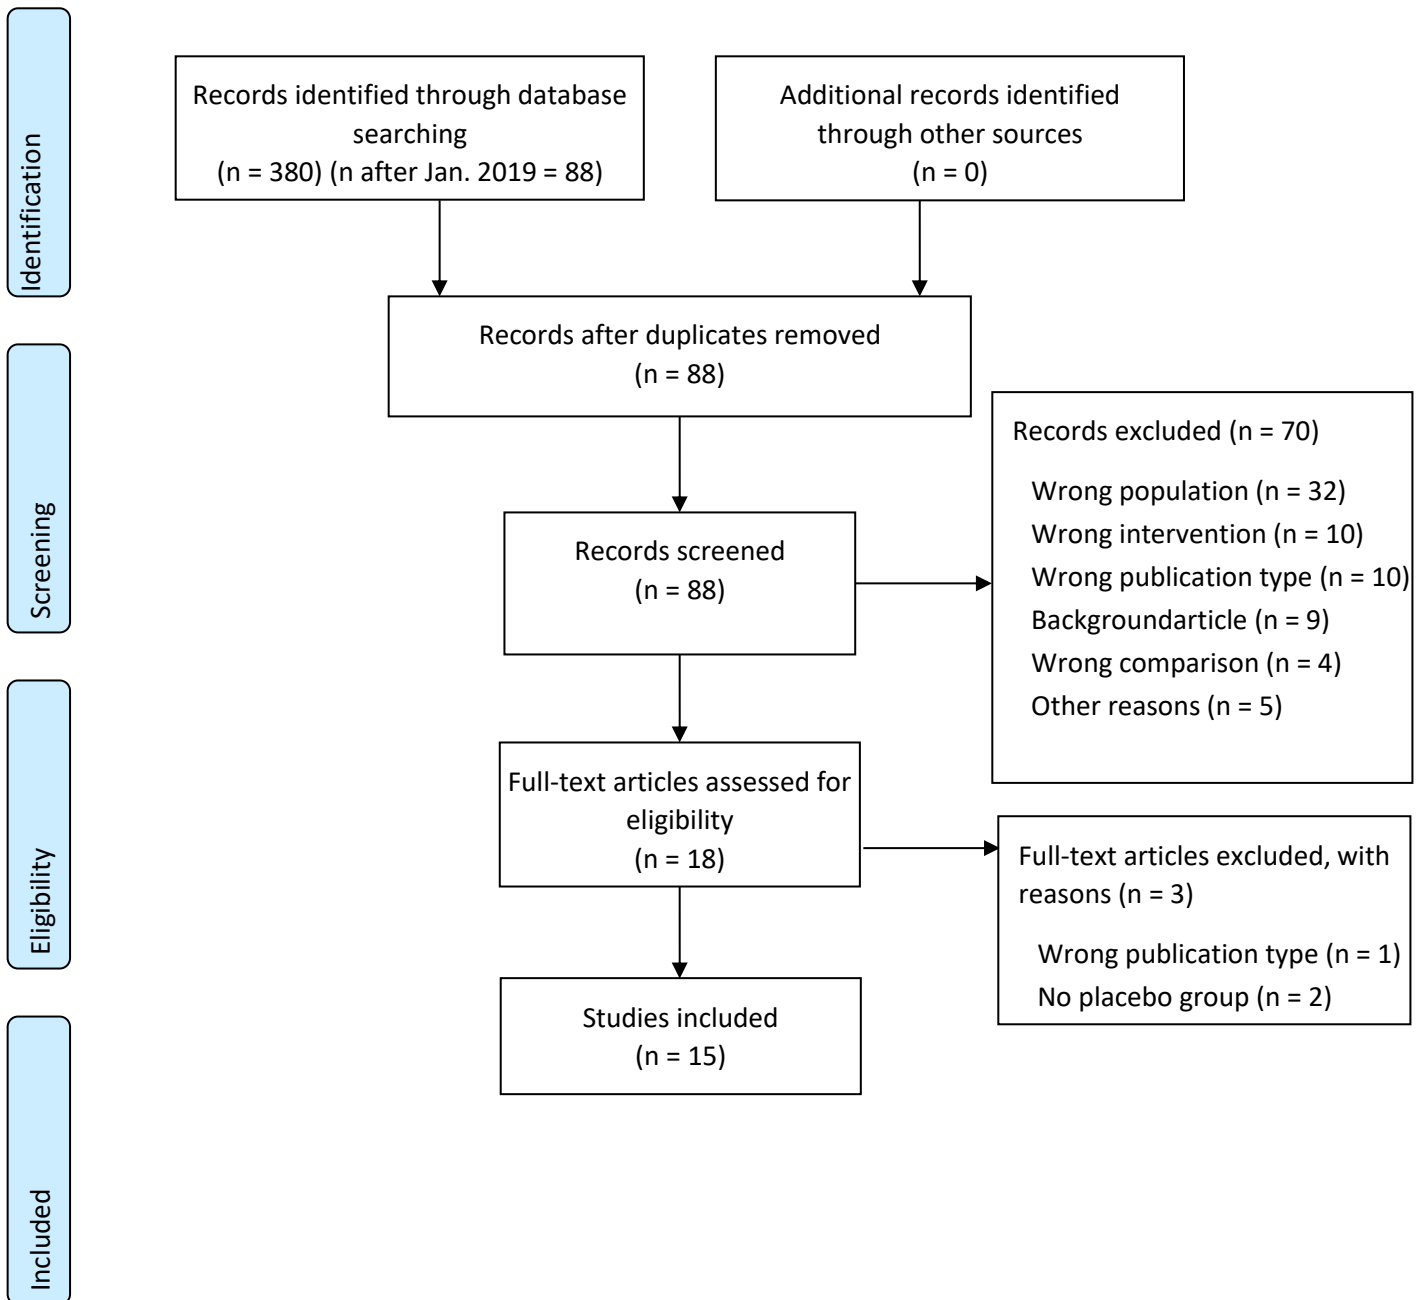 Identification
Records identified through database
searching
(n = 380) (n after Jan. 2019 = 88)
Additional records identified
through other sources
(n = 0)
Records after duplicates removed
(n = 88)
Screening
Records screened
(n = 88)
Records excluded (n = 70)
Wrong population (n = 32)
Wrong intervention (n = 10)
Wrong publication type (n = 10)
Backgroundarticle (n = 9)
Wrong comparison (n = 4)
Other reasons (n = 5)
Eligibility
Full-text articles assessed for
eligibility
(n = 18)
Full-text articles excluded, with
reasons (n = 3)
Wrong publication type (n = 1)
No placebo group (n = 2)
Included
Studies included
(n = 15)